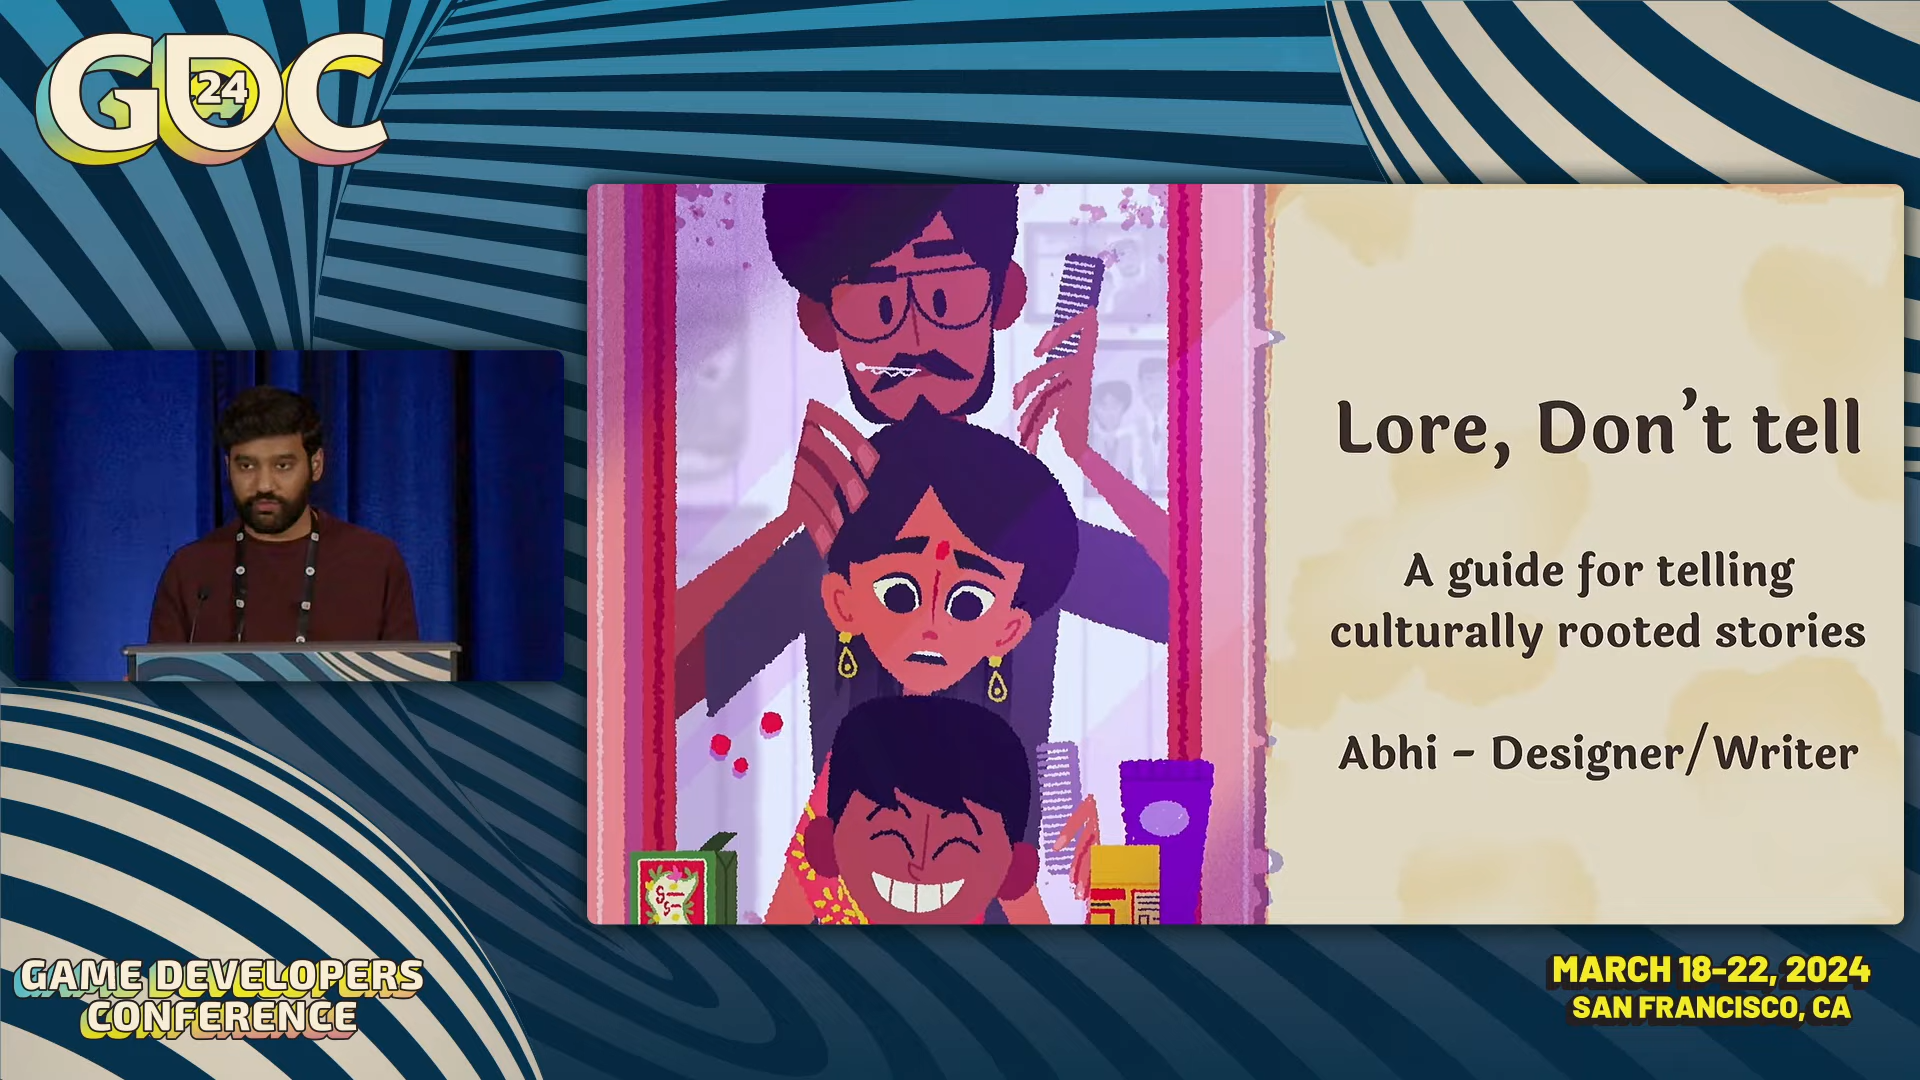 GDC
24
Lore, Don't tell
A guide for telling
culturally rooted stories
Abhi - Designer/Writer
GAME DEVELOPERS
CONFERENCE
MARCH 18-22, 2024
SAN FRANCISCO, CA